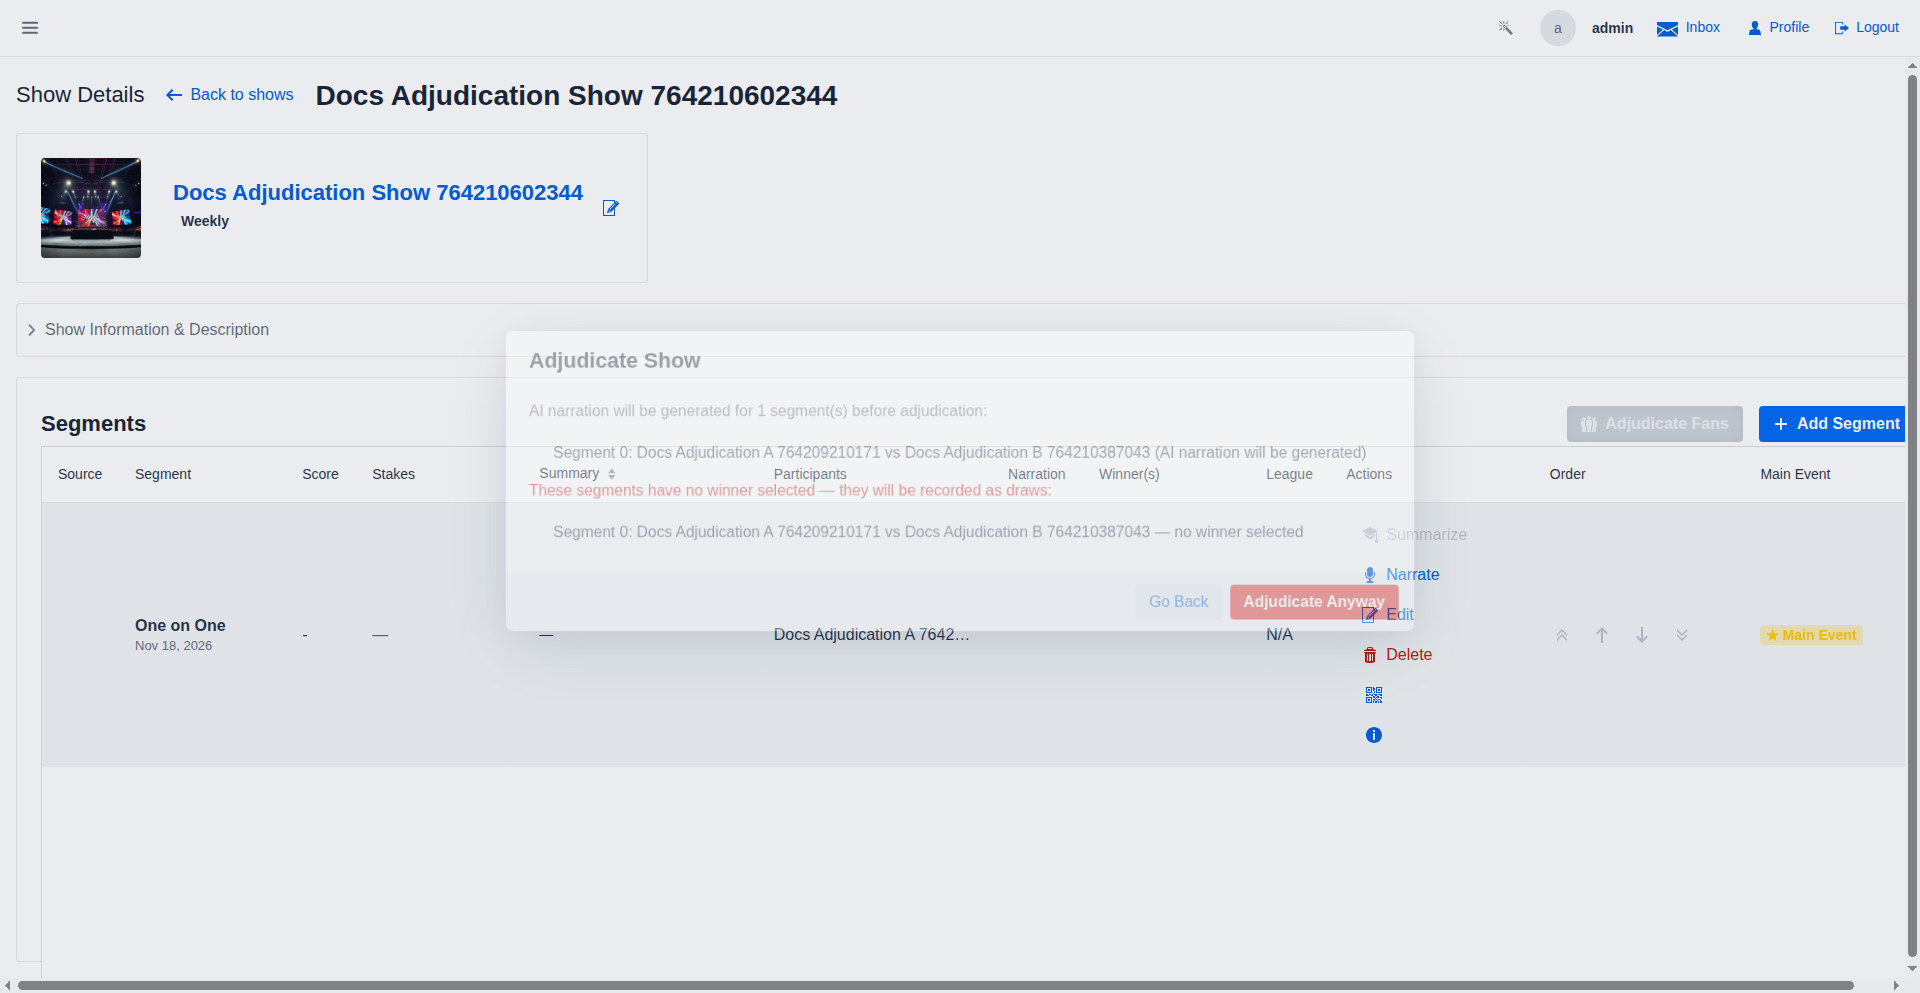 a admin Inbox Profile Logout
Show Details Back to shows Docs Adjudication Show 764210602344
Docs Adjudication Show 764210602344
Weekly
Show Information & Description
Adjudicate Show
AI narration will be generated for 1 segment(s) before adjudication:
Segment 0: Docs Adjudication A 764209210171 vs Docs Adjudication B 764210387043 (AI narration will be generated)
These segments have no winner selected — they will be recorded as draws:
Segment 0: Docs Adjudication A 764209210171 vs Docs Adjudication B 764210387043 — no winner selected
Go Back Adjudicate Anyway
Segments Adjudicate Fans Add Segment
Source Segment Score Stakes Summary Participants Narration Winner(s) League Actions Order Main Event
One on One
Nov 18, 2026
- — — Docs Adjudication A 7642… N/A
Summarize
Narrate
Edit
Delete
Main Event